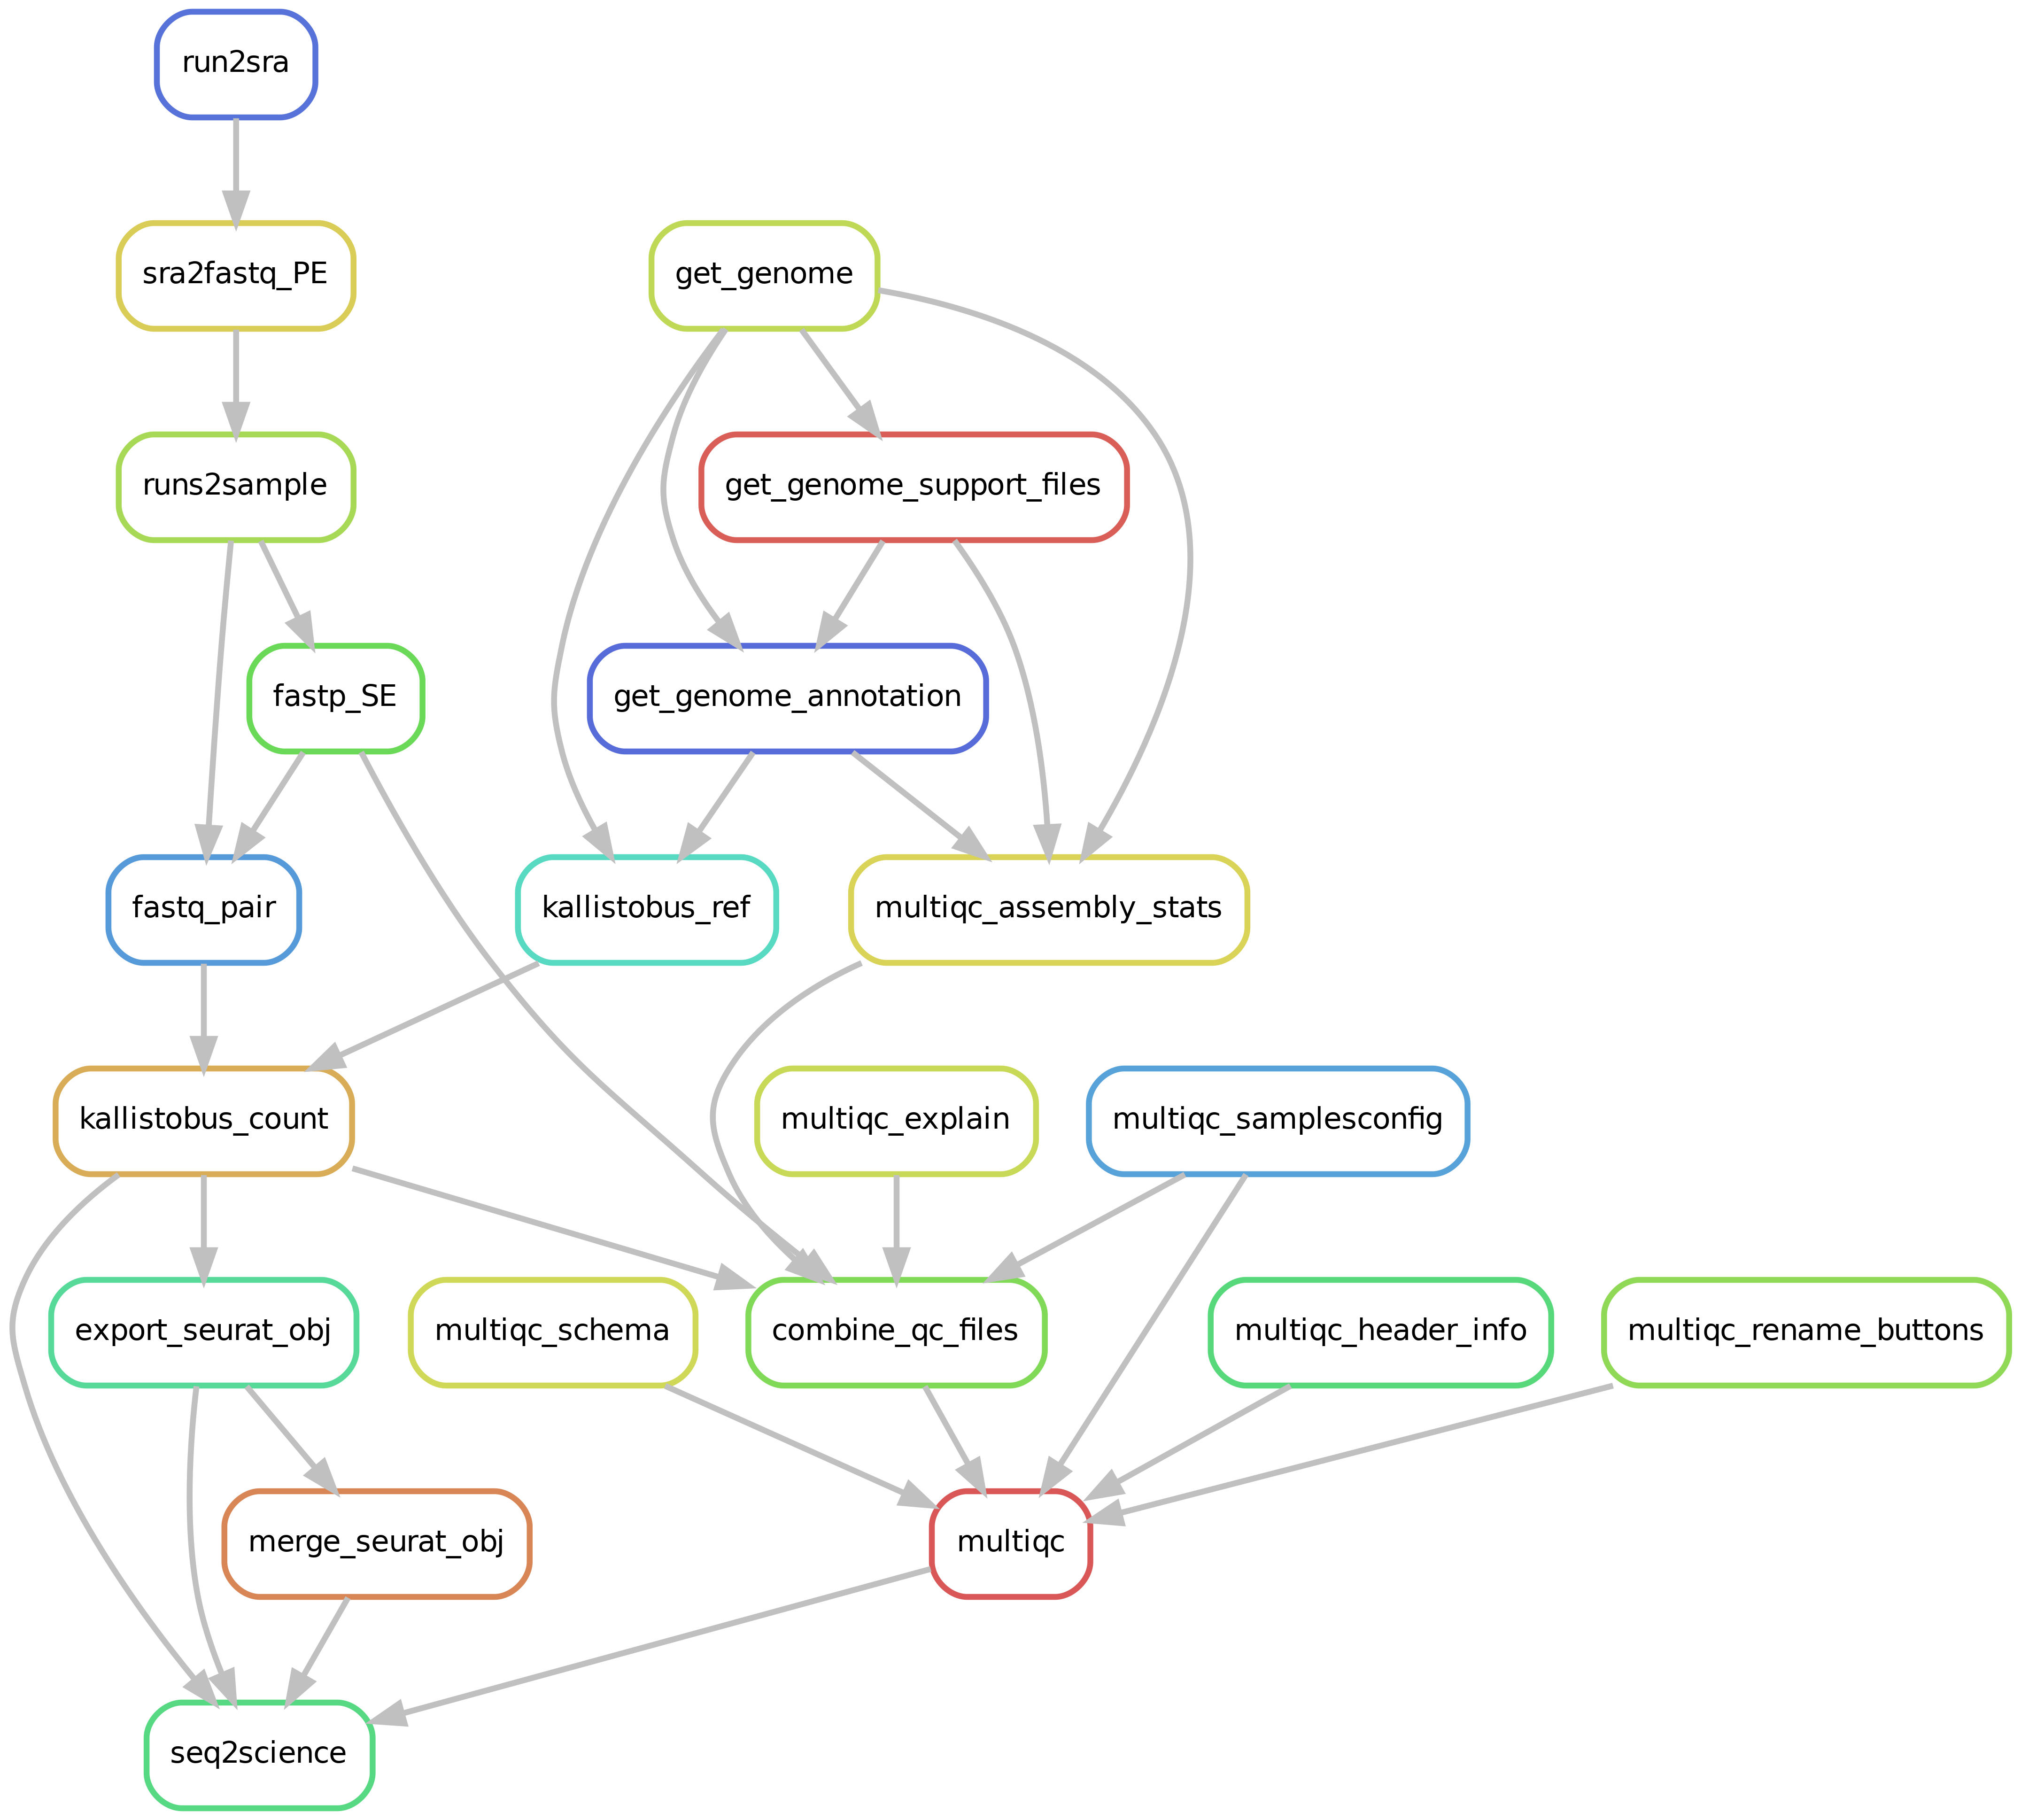 run2sra
sra2fastq_PE
get_genome
runs2sample
get_genome_support_files
fastp_SE
get_genome_annotation
fastq_pair
kallistobus_ref
multiqc_assembly_stats
kallistobus_count
multiqc_explain
multiqc_samplesconfig
export_seurat_obj
multiqc_schema
combine_qc_files
multiqc_header_info
multiqc_rename_buttons
merge_seurat_obj
multiqc
seq2science